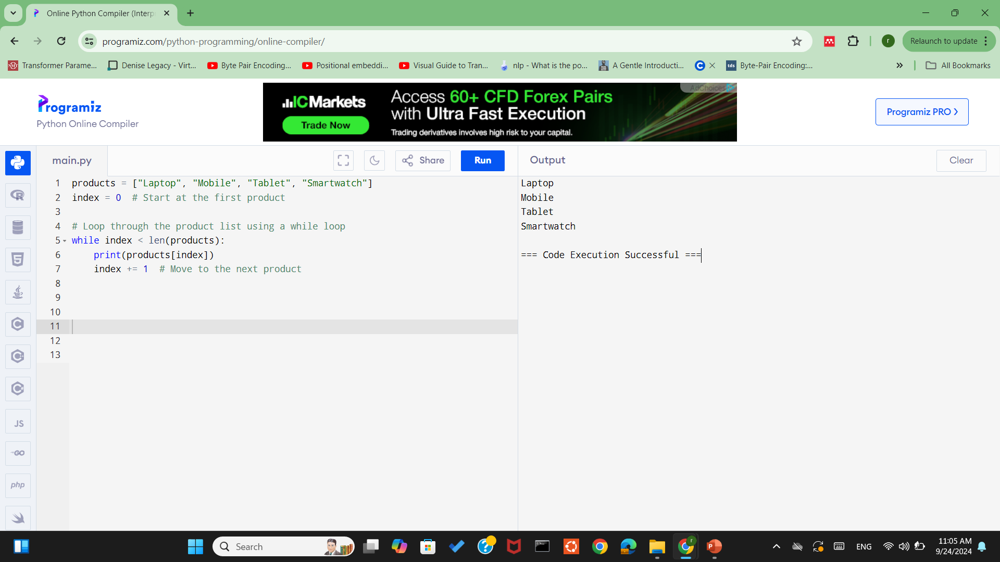 Online Python Compiler (Interp
programiz.com/python-programming/online-compiler/
r
Relaunch to update
Transformer Parame...
Denise Legacy - Virt...
Byte Pair Encoding...
Positional embeddi...
Visual Guide to Tran...
nlp - What is the po...
A Gentle Introducti...
tds Byte-Pair Encoding:...
All Bookmarks
Programiz
Python Online Compiler
IC Markets
Trade Now
Access 60+ CFD Forex Pairs
with Ultra Fast Execution
Trading derivatives involves high risk to your capital.
AdChoices
Programiz PRO >
main.py
Share
Run
Output
Clear
1 products = ["Laptop", "Mobile", "Tablet", "Smartwatch"]
2 index = 0  # Start at the first product
3
4 # Loop through the product list using a while loop
5 while index < len(products):
6     print(products[index])
7     index += 1  # Move to the next product
8
9
10
11
12
13
Laptop
Mobile
Tablet
Smartwatch
=== Code Execution Successful ===
R
5
C
C
C
JS
GO
php
Search
r
P
ENG
11:05 AM
9/24/2024